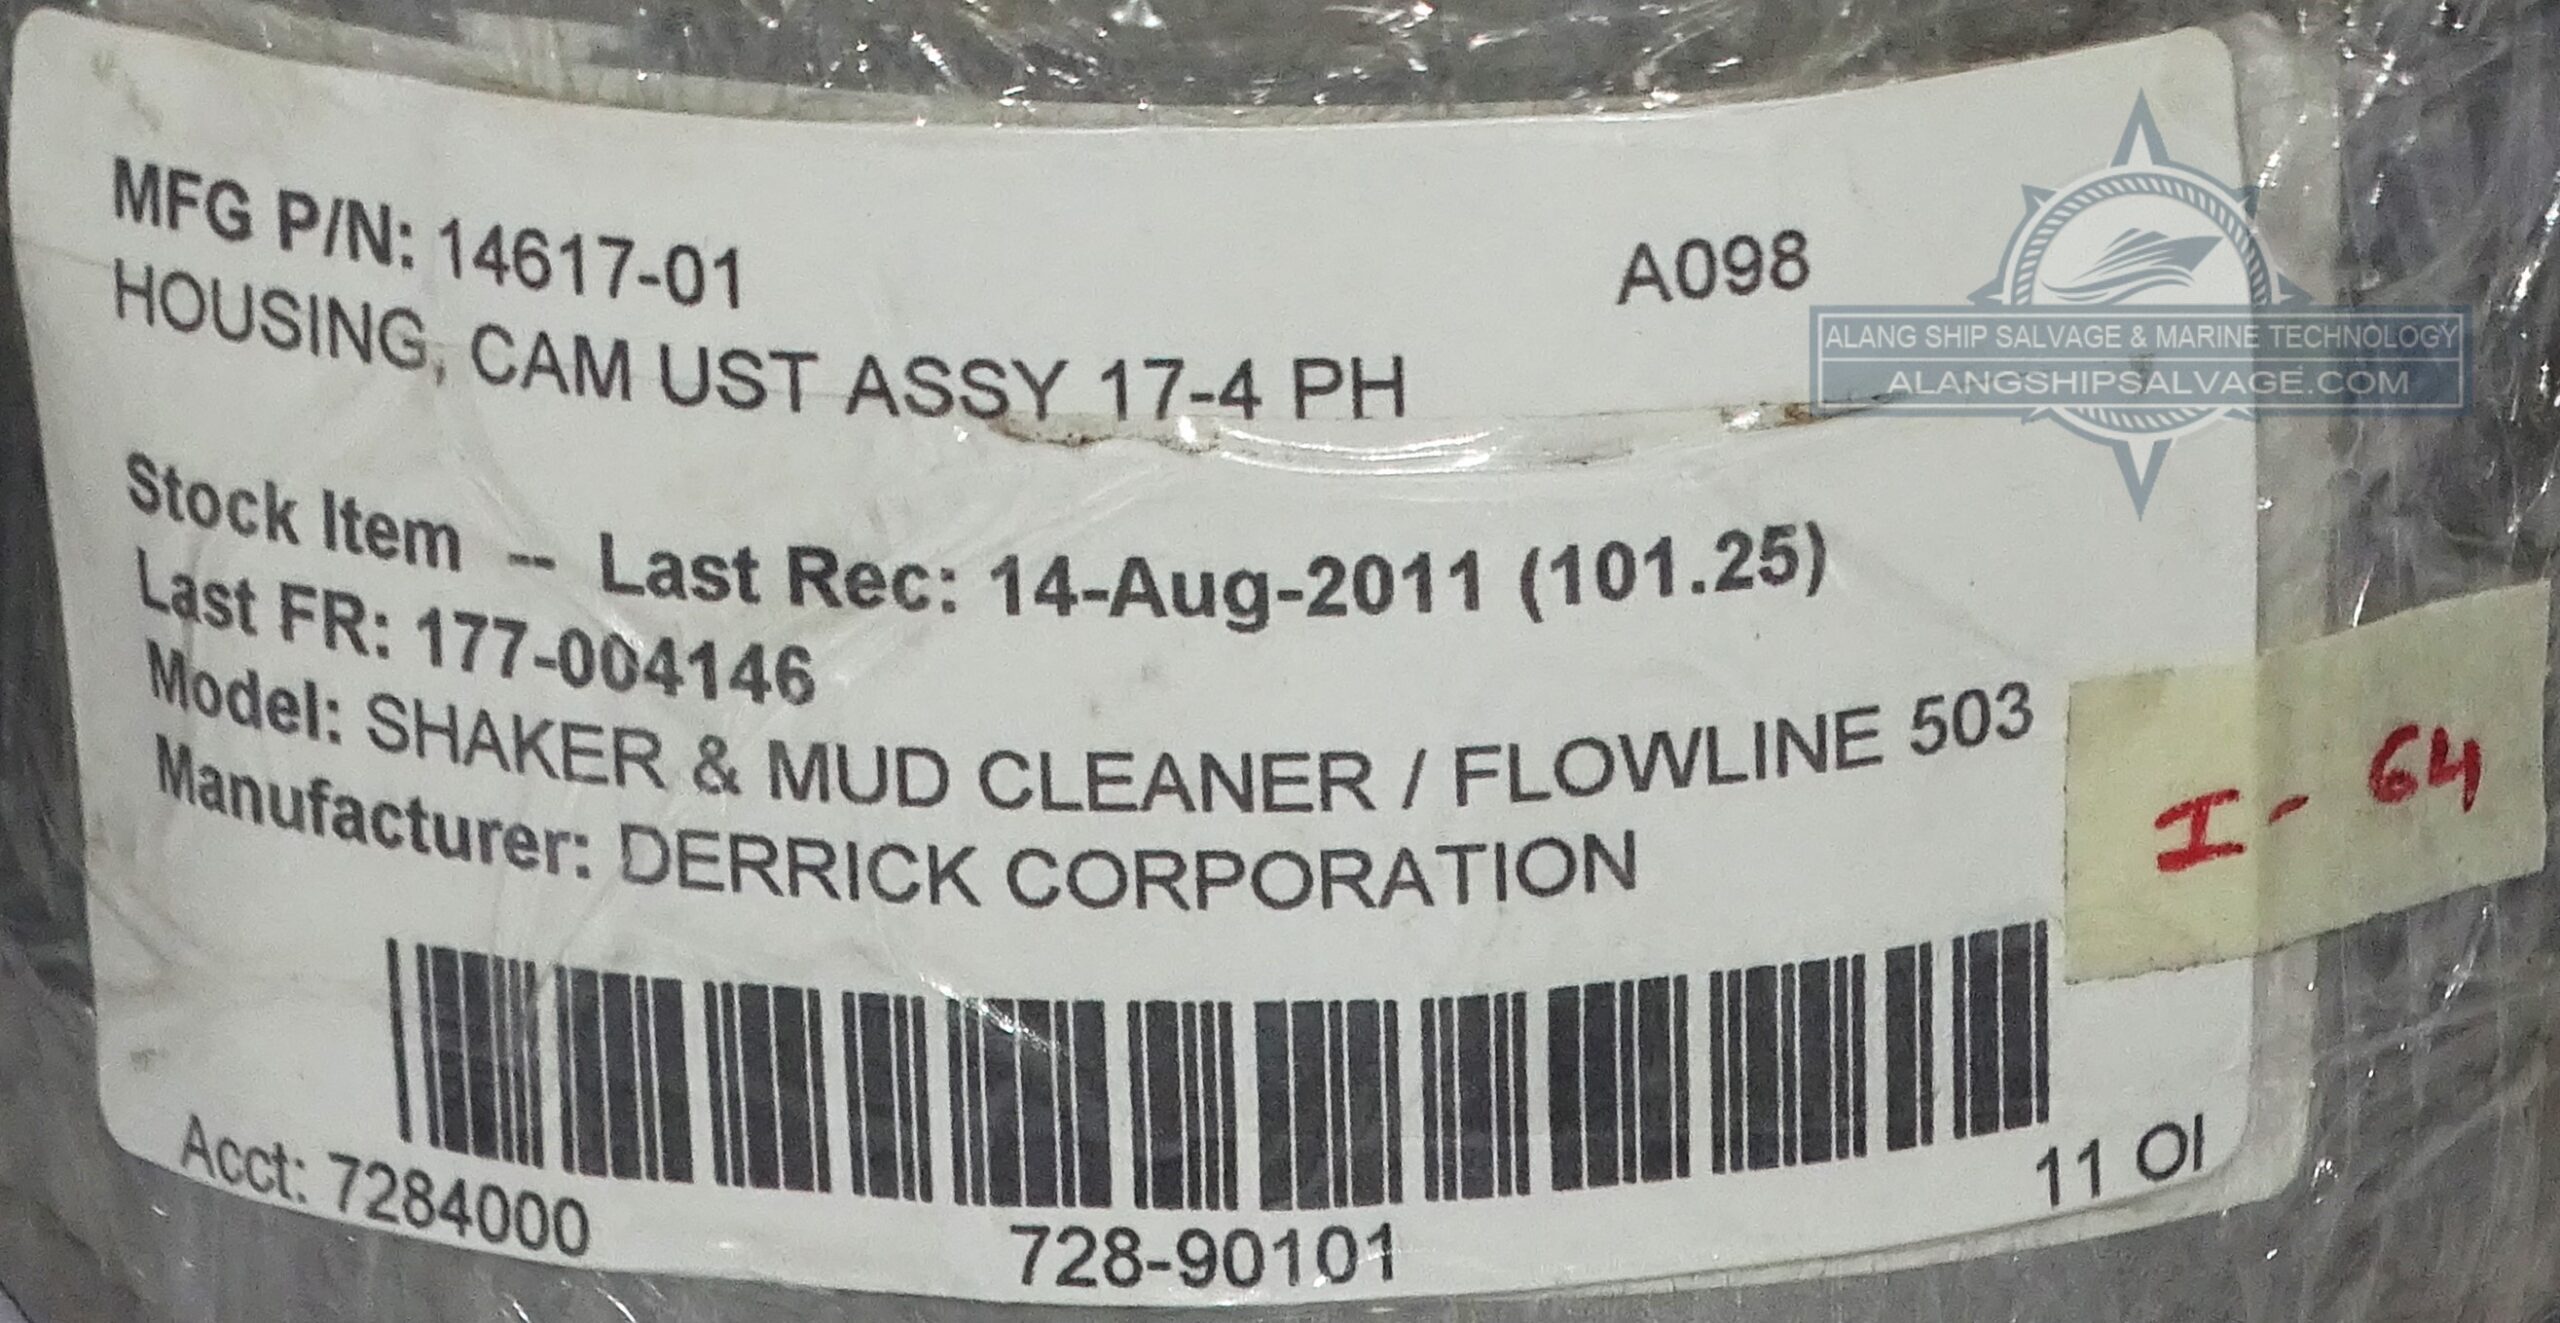 MFG P/N: 14617-01
A098
HOUSING, CAM UST ASSY 17-4 PH
ALANG SHIP SALVAGE & MARINE TECHNOLOGY
ALANGSHIPSALVAGE.COM
Stock Item -- Last Rec: 14-Aug-2011 (101.25)
Last FR: 177-004146
Model: SHAKER & MUD CLEANER / FLOWLINE 503
Manufacturer: DERRICK CORPORATION
I - 64
Acct: 7284000
728-90101
11 OI